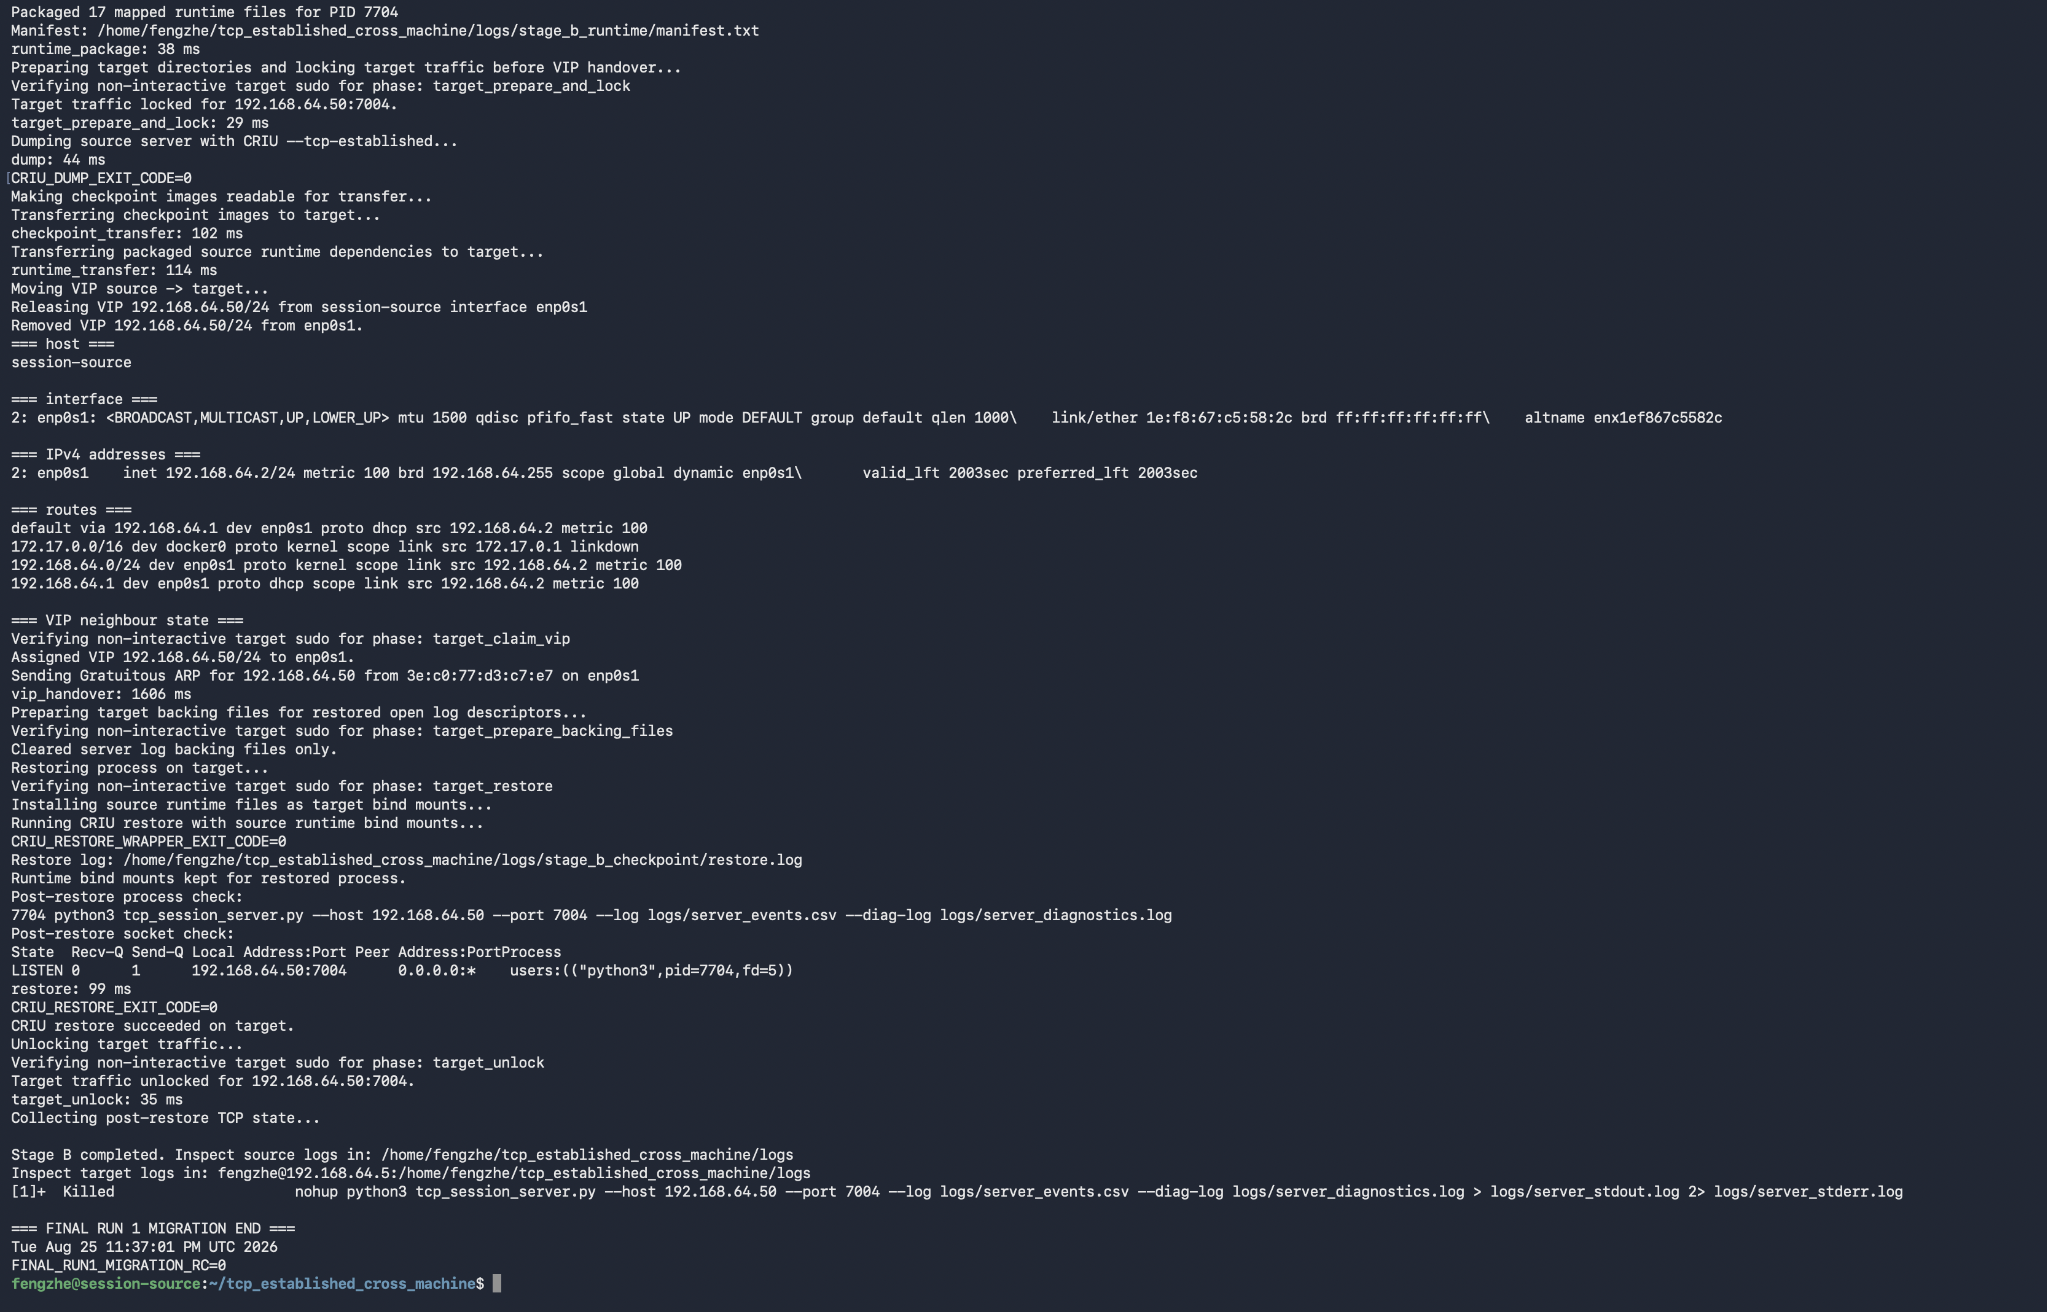 Packaged 17 mapped runtime files for PID 7704
Manifest: /home/fengzhe/tcp_established_cross_machine/logs/stage_b_runtime/manifest.txt
runtime_package: 38 ms
Preparing target directories and locking target traffic before VIP handover...
Verifying non-interactive target sudo for phase: target_prepare_and_lock
Target traffic locked for 192.168.64.50:7004.
target_prepare_and_lock: 29 ms
Dumping source server with CRIU --tcp-established...
dump: 44 ms
[CRIU_DUMP_EXIT_CODE=0
Making checkpoint images readable for transfer...
Transferring checkpoint images to target...
checkpoint_transfer: 102 ms
Transferring packaged source runtime dependencies to target...
runtime_transfer: 114 ms
Moving VIP source -> target...
Releasing VIP 192.168.64.50/24 from session-source interface enp0s1
Removed VIP 192.168.64.50/24 from enp0s1.
=== host ===
session-source

=== interface ===
2: enp0s1: <BROADCAST,MULTICAST,UP,LOWER_UP> mtu 1500 qdisc pfifo_fast state UP mode DEFAULT group default qlen 1000\    link/ether 1e:f8:67:c5:58:2c brd ff:ff:ff:ff:ff:ff\    altname enx1ef867c5582c

=== IPv4 addresses ===
2: enp0s1    inet 192.168.64.2/24 metric 100 brd 192.168.64.255 scope global dynamic enp0s1\       valid_lft 2003sec preferred_lft 2003sec

=== routes ===
default via 192.168.64.1 dev enp0s1 proto dhcp src 192.168.64.2 metric 100
172.17.0.0/16 dev docker0 proto kernel scope link src 172.17.0.1 linkdown
192.168.64.0/24 dev enp0s1 proto kernel scope link src 192.168.64.2 metric 100
192.168.64.1 dev enp0s1 proto dhcp scope link src 192.168.64.2 metric 100

=== VIP neighbour state ===
Verifying non-interactive target sudo for phase: target_claim_vip
Assigned VIP 192.168.64.50/24 to enp0s1.
Sending Gratuitous ARP for 192.168.64.50 from 3e:c0:77:d3:c7:e7 on enp0s1
vip_handover: 1606 ms
Preparing target backing files for restored open log descriptors...
Verifying non-interactive target sudo for phase: target_prepare_backing_files
Cleared server log backing files only.
Restoring process on target...
Verifying non-interactive target sudo for phase: target_restore
Installing source runtime files as target bind mounts...
Running CRIU restore with source runtime bind mounts...
CRIU_RESTORE_WRAPPER_EXIT_CODE=0
Restore log: /home/fengzhe/tcp_established_cross_machine/logs/stage_b_checkpoint/restore.log
Runtime bind mounts kept for restored process.
Post-restore process check:
7704 python3 tcp_session_server.py --host 192.168.64.50 --port 7004 --log logs/server_events.csv --diag-log logs/server_diagnostics.log
Post-restore socket check:
State  Recv-Q Send-Q Local Address:Port Peer Address:PortProcess
LISTEN 0      1      192.168.64.50:7004      0.0.0.0:*    users:(("python3",pid=7704,fd=5))
restore: 99 ms
CRIU_RESTORE_EXIT_CODE=0
CRIU restore succeeded on target.
Unlocking target traffic...
Verifying non-interactive target sudo for phase: target_unlock
Target traffic unlocked for 192.168.64.50:7004.
target_unlock: 35 ms
Collecting post-restore TCP state...

Stage B completed. Inspect source logs in: /home/fengzhe/tcp_established_cross_machine/logs
Inspect target logs in: fengzhe@192.168.64.5:/home/fengzhe/tcp_established_cross_machine/logs
[1]+  Killed                     nohup python3 tcp_session_server.py --host 192.168.64.50 --port 7004 --log logs/server_events.csv --diag-log logs/server_diagnostics.log > logs/server_stdout.log 2> logs/server_stderr.log

=== FINAL RUN 1 MIGRATION END ===
Tue Aug 25 11:37:01 PM UTC 2026
FINAL_RUN1_MIGRATION_RC=0
fengzhe@session-source:~/tcp_established_cross_machine$